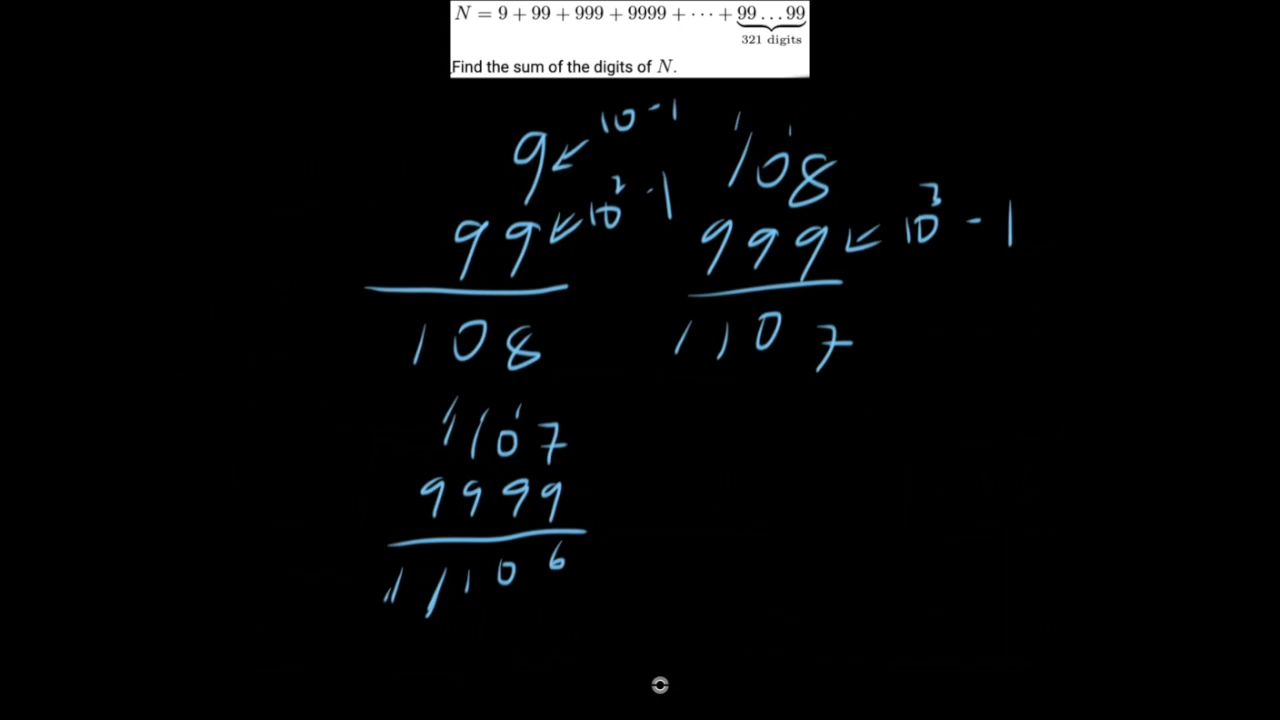 N = 9 + 99 + 999 + 9999 + ⋯ + 99…99
321 digits
Find the sum of the digits of N.
9 ← 10 - 1
99 ← 10² - 1
108
108
999 ← 10³ - 1
1107
1107
9999
11106